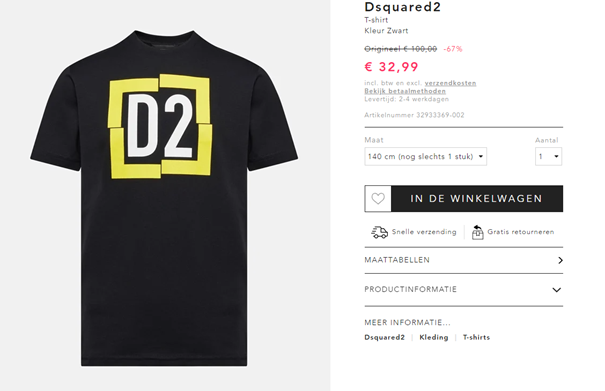 D2
Dsquared2
T-shirt
Kleur Zwart
Origineel € 100,00 -67%
€ 32,99
incl. btw en excl. verzendkosten
Bekijk betaalmethoden
Levertijd: 2-4 werkdagen
Artikelnummer 32933369-002
Maat Aantal
140 cm (nog slechts 1 stuk) 1
IN DE WINKELWAGEN
Snelle verzending Gratis retourneren
MAATTABELLEN
PRODUCTINFORMATIE
MEER INFORMATIE...
Dsquared2 | Kleding | T-shirts